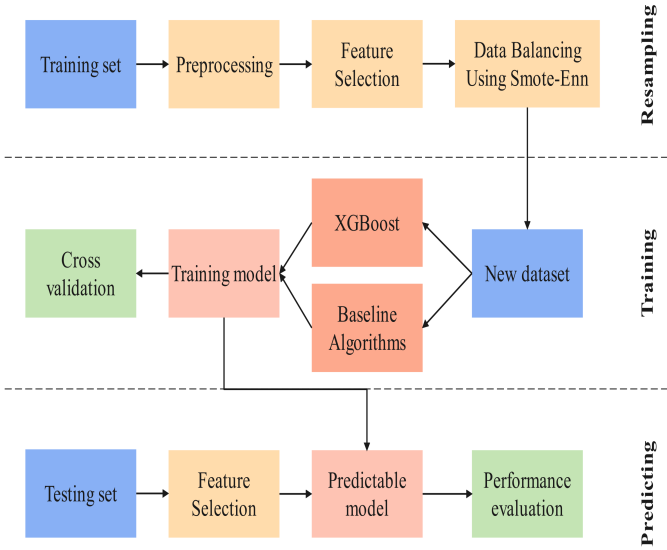 Training set
Preprocessing
Feature
Selection
Data Balancing
Using Smote-Enn
Resampling
XGBoost
Cross
validation
Training model
New dataset
Baseline
Algorithms
Training
Testing set
Feature
Selection
Predictable
model
Performance
evaluation
Predicting